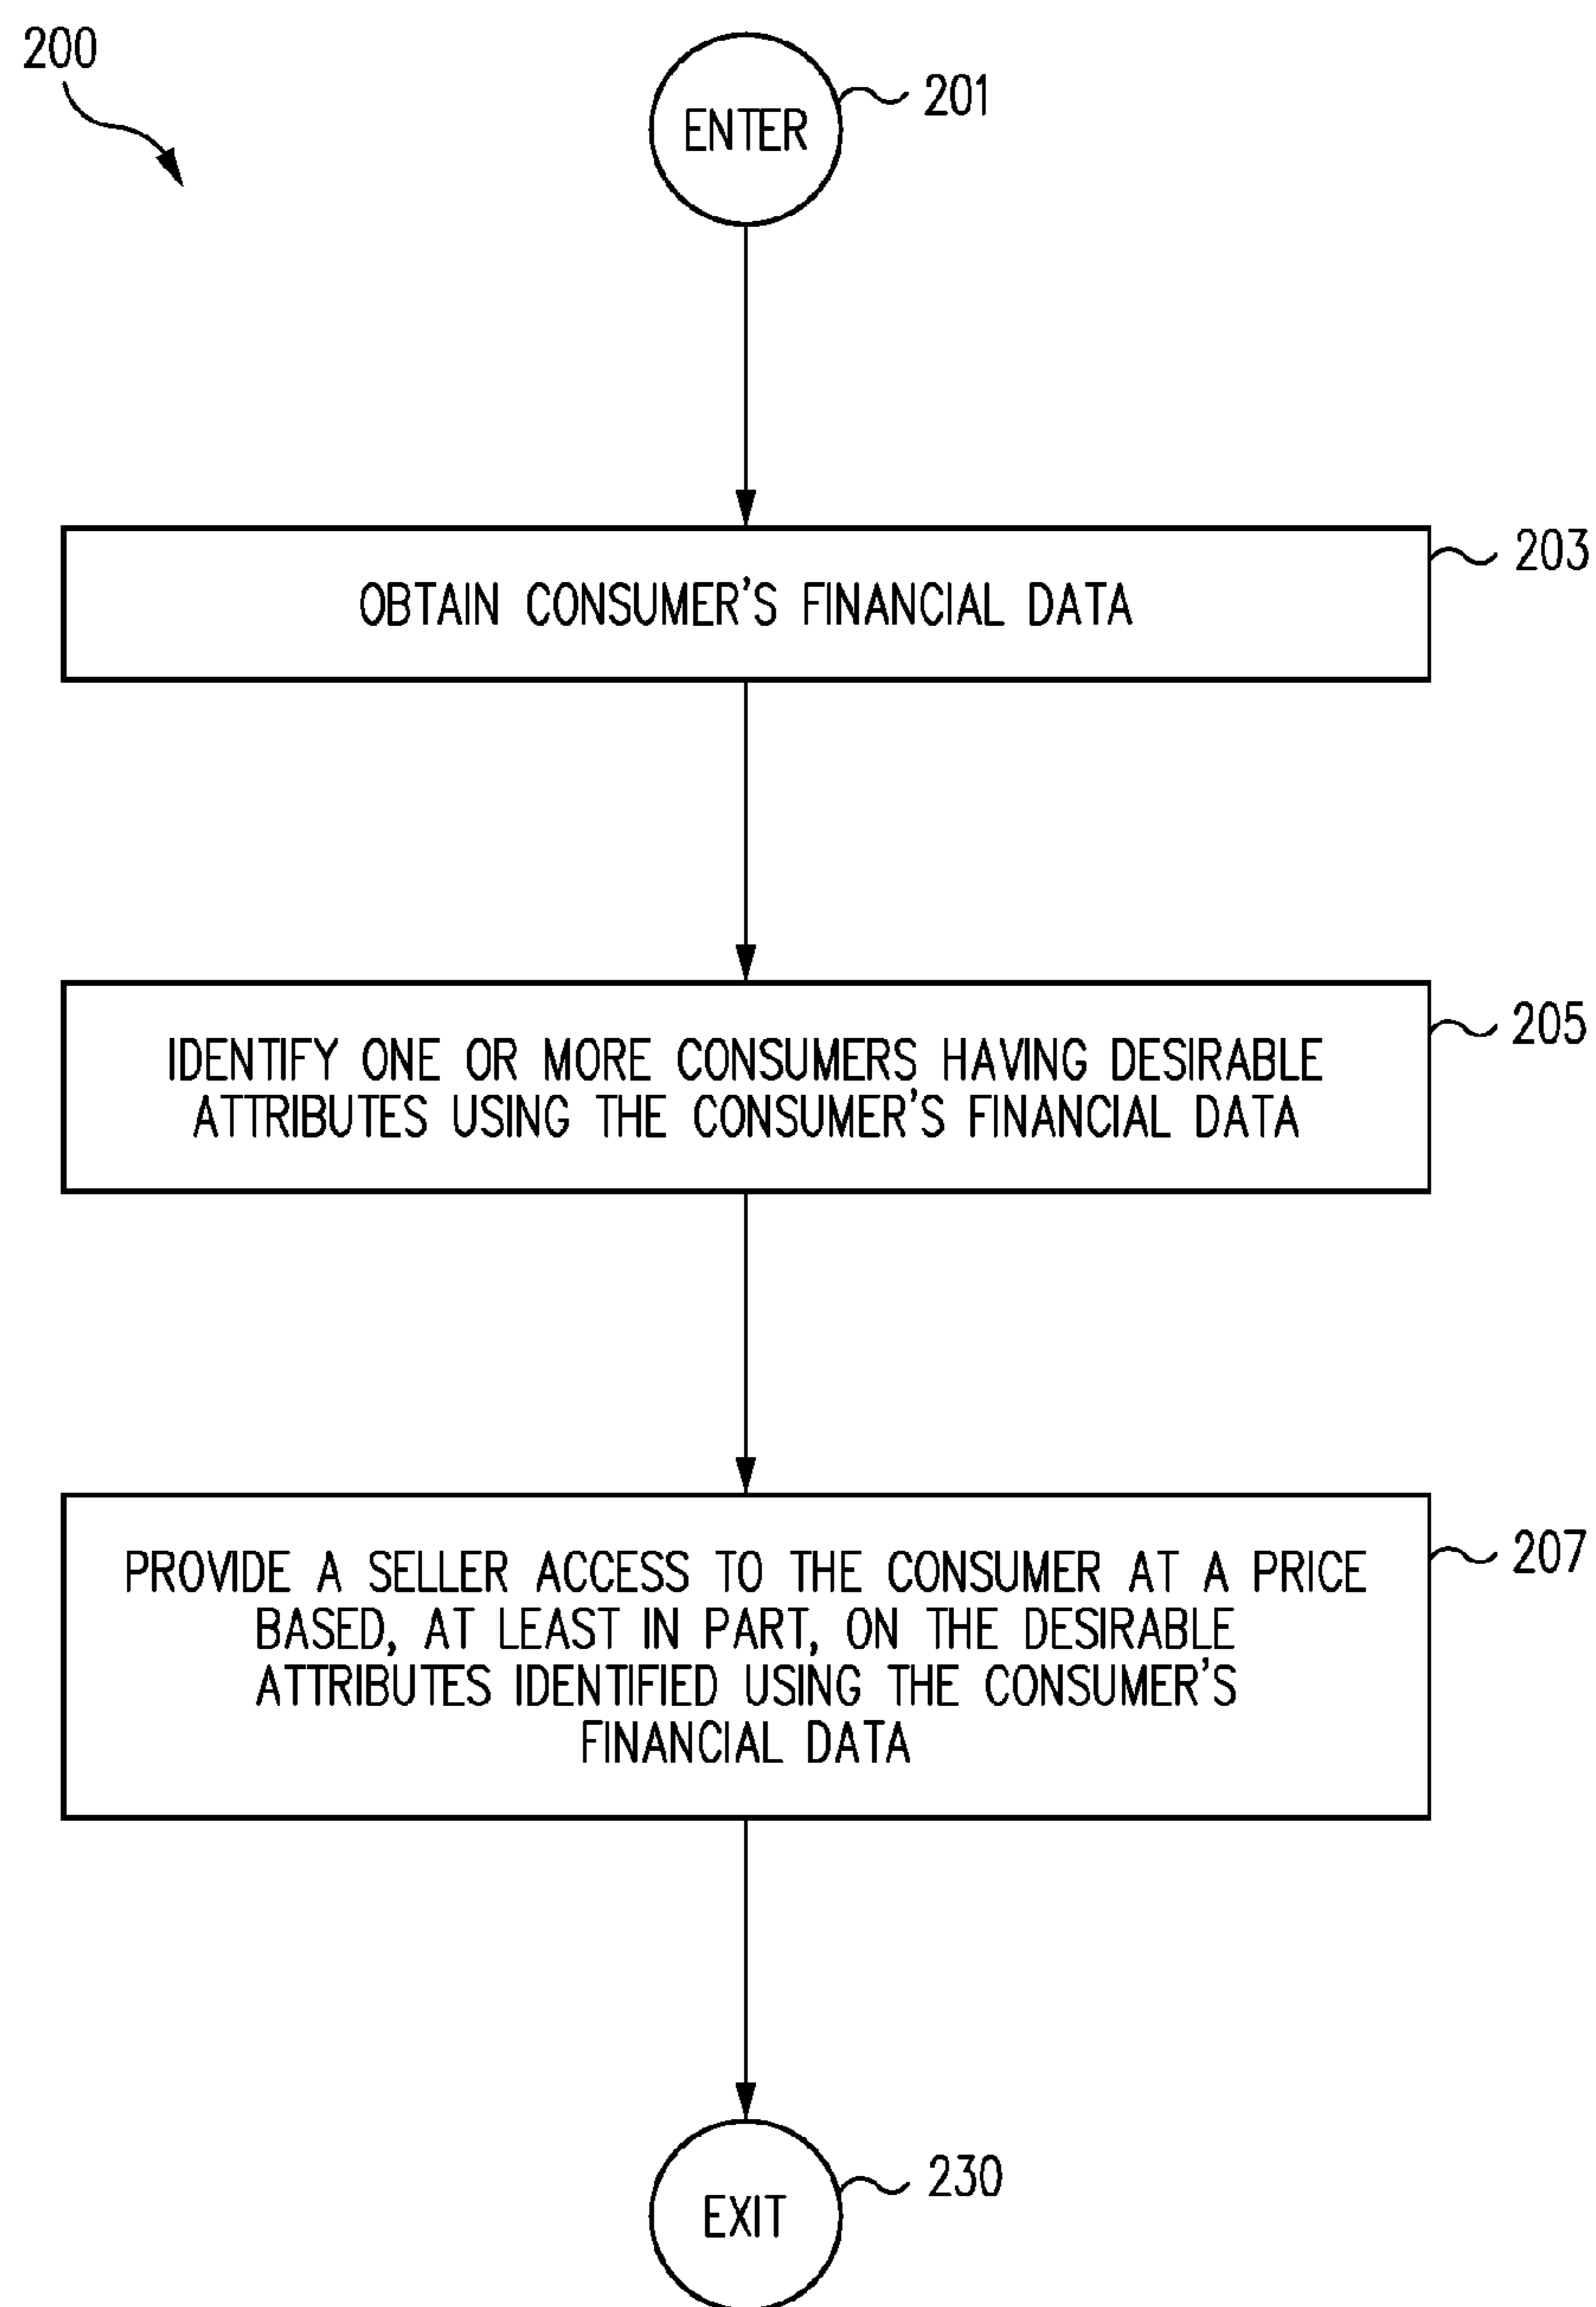 200
ENTER
201
OBTAIN CONSUMER'S FINANCIAL DATA
203
IDENTIFY ONE OR MORE CONSUMERS HAVING DESIRABLE
ATTRIBUTES USING THE CONSUMER'S FINANCIAL DATA
205
PROVIDE A SELLER ACCESS TO THE CONSUMER AT A PRICE
BASED, AT LEAST IN PART, ON THE DESIRABLE
ATTRIBUTES IDENTIFIED USING THE CONSUMER'S
FINANCIAL DATA
207
EXIT
230